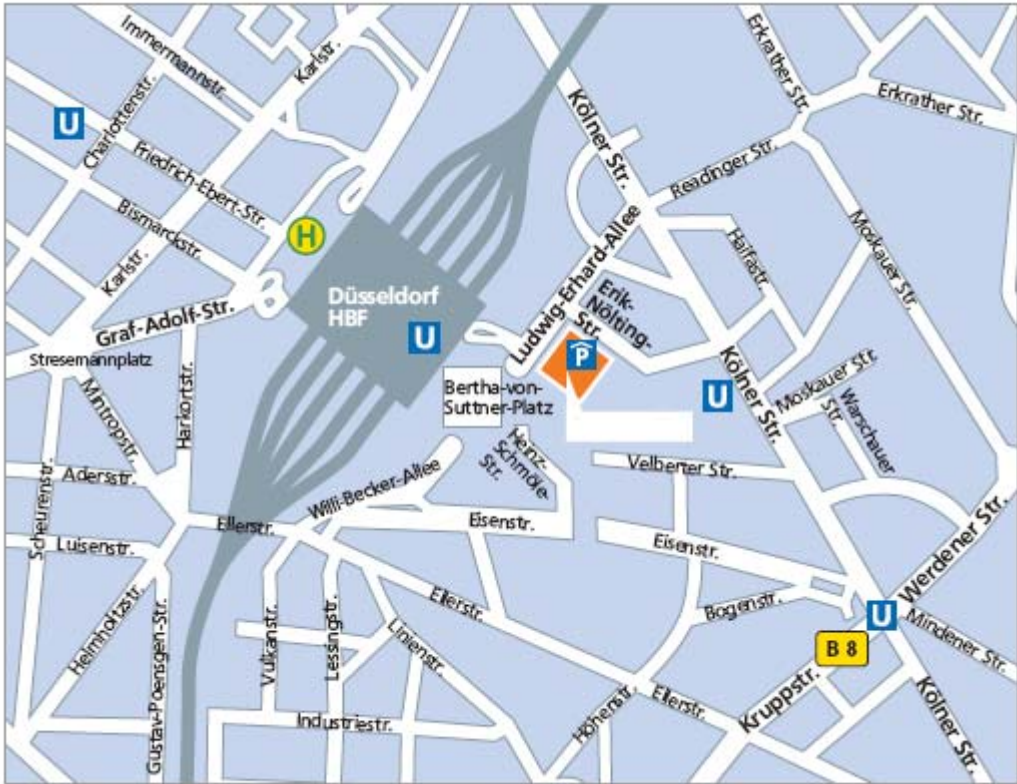 Immermannstr.
Karlstr.
Erkrather Str.
Erkrather Str.
Kölner Str.
U
Charlottenstr.
Friedrich-Ebert-Str.
Readinger Str.
Bismarckstr.
Karlstr.
H
Ludwig-Erhard-Allee
Haifastr.
Moskauer Str.
Düsseldorf
HBF
U
Erik-
Nölting-
Str.
P
Graf-Adolf-Str.
Stresemannplatz
Mintropstr.
Harkortstr.
Bertha-von-
Suttner-Platz
U
Kölner Str.
Moskauer Str.
Warschauer
Str.
Heinz-
Schmöle-
Str.
Velberter Str.
Scheurenstr.
Adersstr.
Willi-Becker-Allee
Ellerstr.
Eisenstr.
Eisenstr.
Luisenstr.
Werdener Str.
Helmholtzstr.
Gustav-Poensgen-Str.
Vulkanstr.
Lessingstr.
Linienstr.
Ellerstr.
Bogenstr.
U
Mindener Str.
B 8
Industriestr.
Höhenstr.
Ellerstr.
Kruppstr.
Kölner Str.